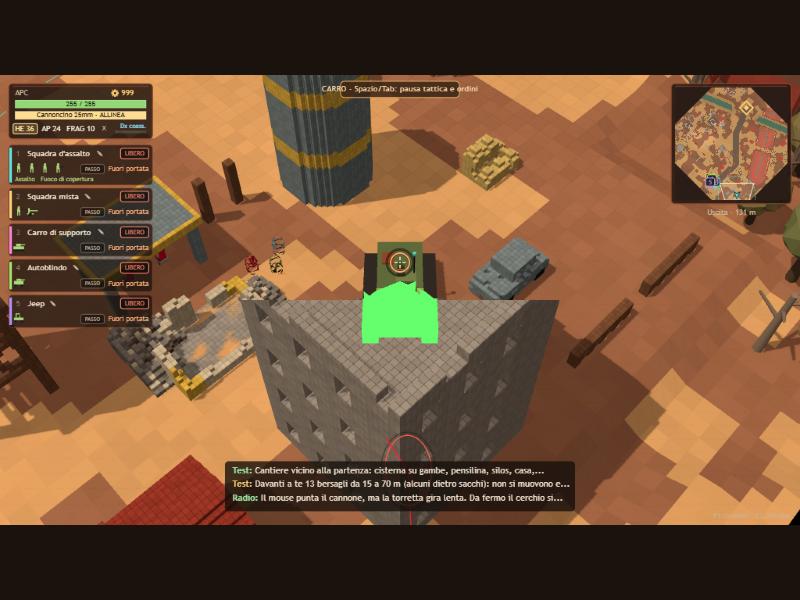 APC 999
255 / 255
Cannoncino 25mm - ALLINEA
HE 36 AP 24 FRAG 10 X
1 Squadra d'assalto LIBERO
PASSO Fuori portata
Assalto Fuoco di copertura
2 Squadra mista LIBERO
PASSO Fuori portata
3 Carro di supporto LIBERO
PASSO Fuori portata
4 Autoblindo LIBERO
PASSO Fuori portata
5 Jeep LIBERO
PASSO Fuori portata
CARRO - Spazio/Tab: pausa tattica e ordini
Uscita · 131 m
Test: Cantiere vicino alla partenza: cisterna su gambe, pensilina, silos, casa,...
Test: Davanti a te 13 bersagli da 15 a 70 m (alcuni dietro sacchi): non si muovono e...
Radio: Il mouse punta il cannone, ma la torretta gira lenta. Da fermo il cerchio si...